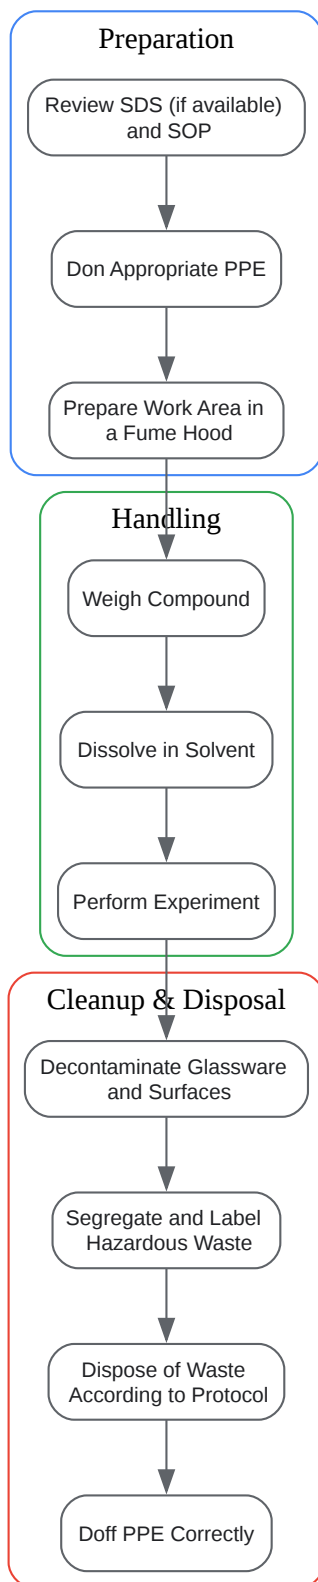 Preparation
Review SDS (if available)
and SOP
Don Appropriate PPE
Prepare Work Area in
a Fume Hood
Handling
Weigh Compound
Dissolve in Solvent
Perform Experiment
Cleanup & Disposal
Decontaminate Glassware
and Surfaces
Segregate and Label
Hazardous Waste
Dispose of Waste
According to Protocol
Doff PPE Correctly